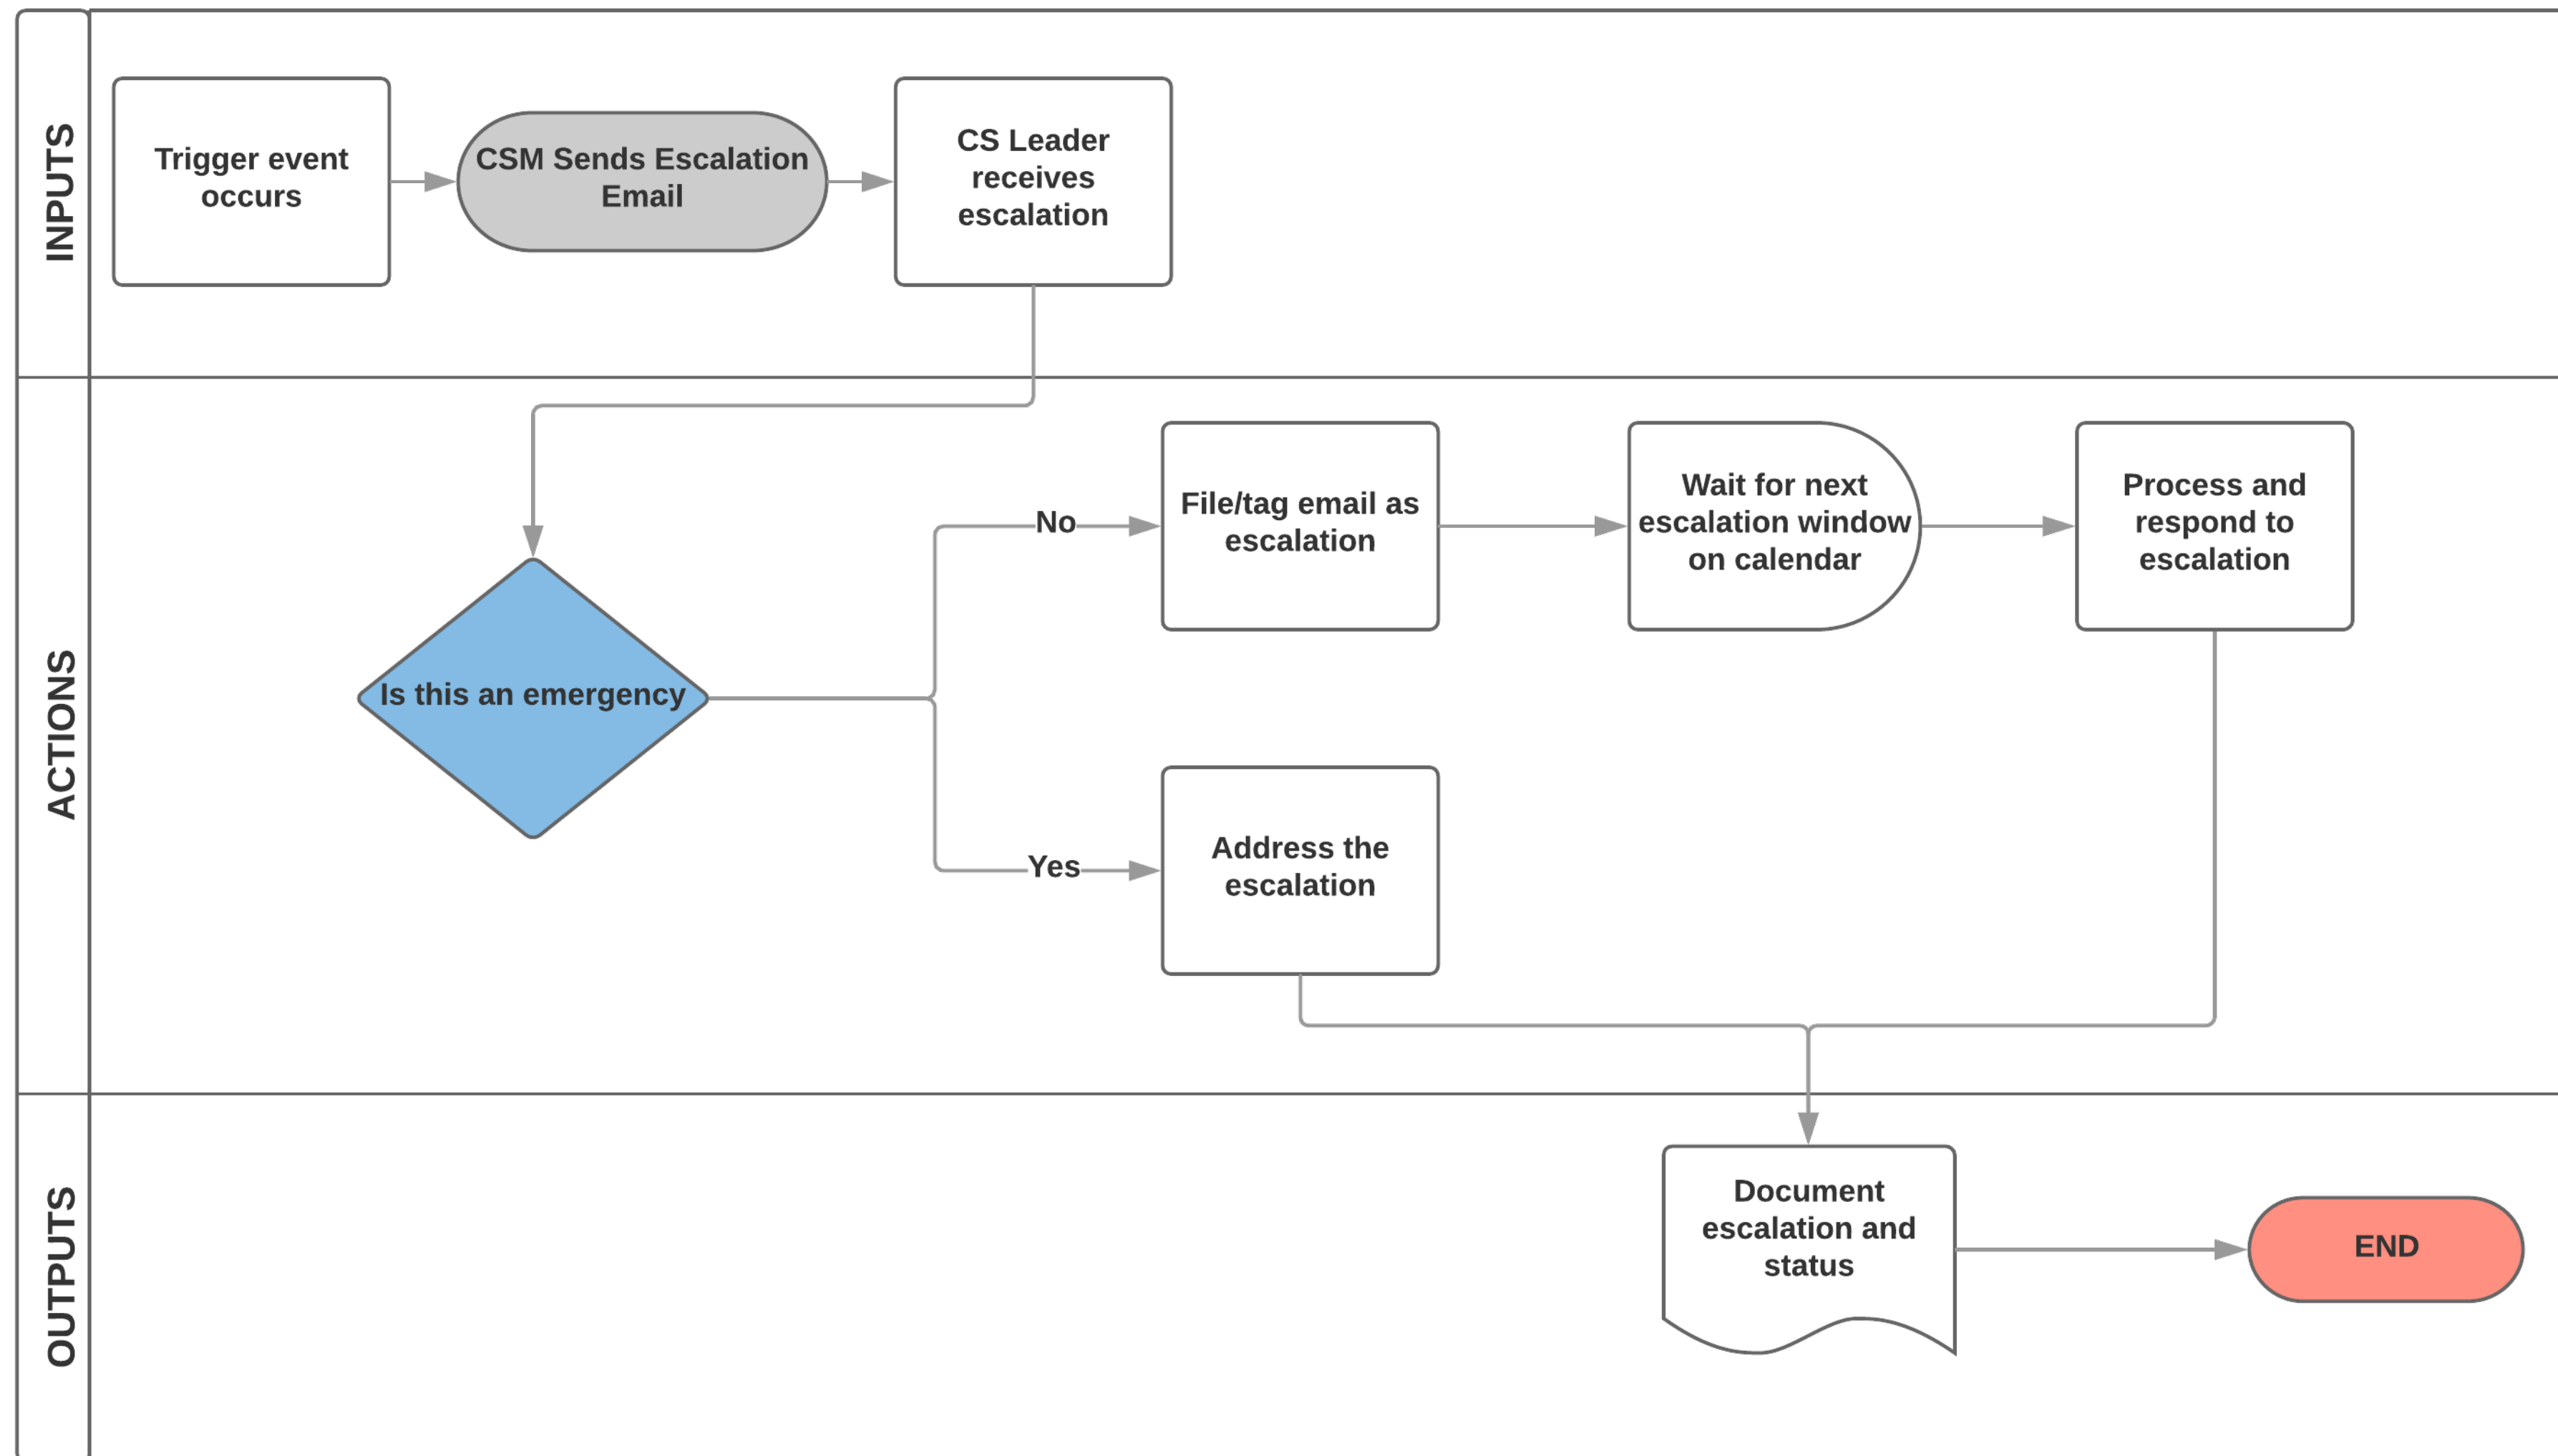 INPUTS
Trigger event
occurs
CSM Sends Escalation
Email
CS Leader
receives
escalation
ACTIONS
Is this an emergency
No
File/tag email as
escalation
Wait for next
escalation window
on calendar
Process and
respond to
escalation
Yes
Address the
escalation
OUTPUTS
Document
escalation and
status
END